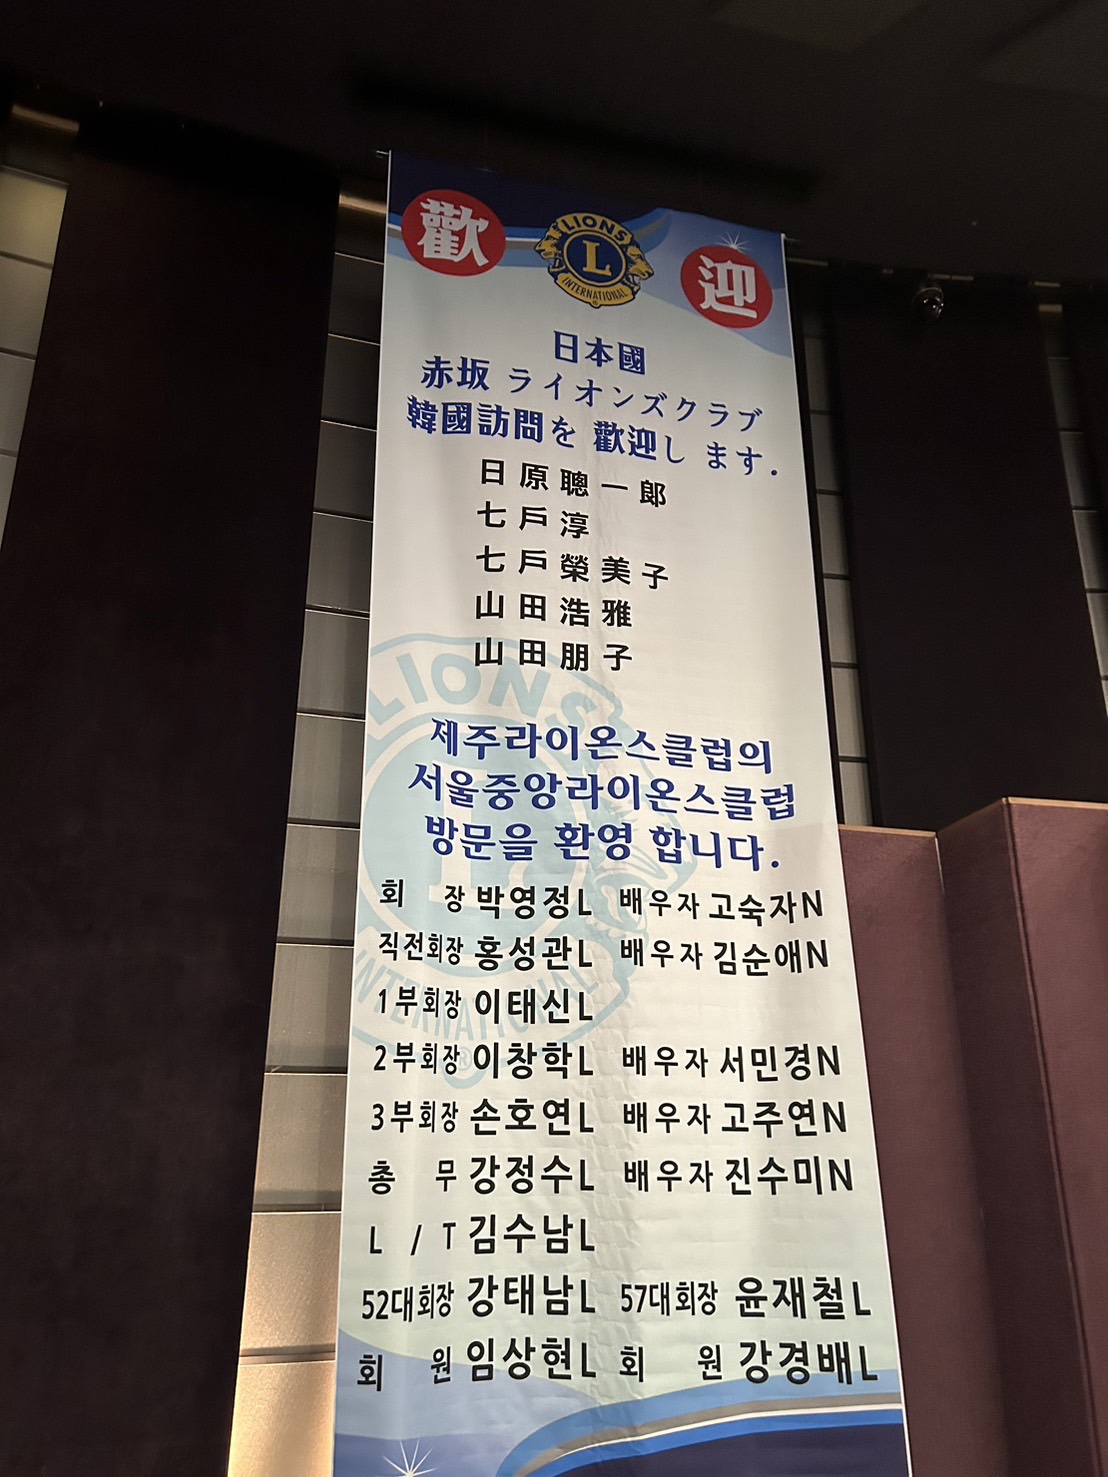 歡 迎
LIONS
L
INTERNATIONAL
®
日本國
赤坂 ライオンズクラブ
韓國訪問を 歡迎し ます.
日原聰一郞
七戶淳
七戶榮美子
山田浩雅
山田朋子
LIONS
INTERNATIONAL
®
제주라이온스클럽의
서울중앙라이온스클럽
방문을 환영 합니다.
회 장 박영정L 배우자 고숙자N
직전회장 홍성관L 배우자 김순애N
1부회장 이태신L
2부회장 이창학L 배우자 서민경N
3부회장 손호연L 배우자 고주연N
총 무 강정수L 배우자 진수미N
L / T 김수남L
52대회장 강태남L 57대회장 윤재철L
회 원 임상현L 회 원 강경배L